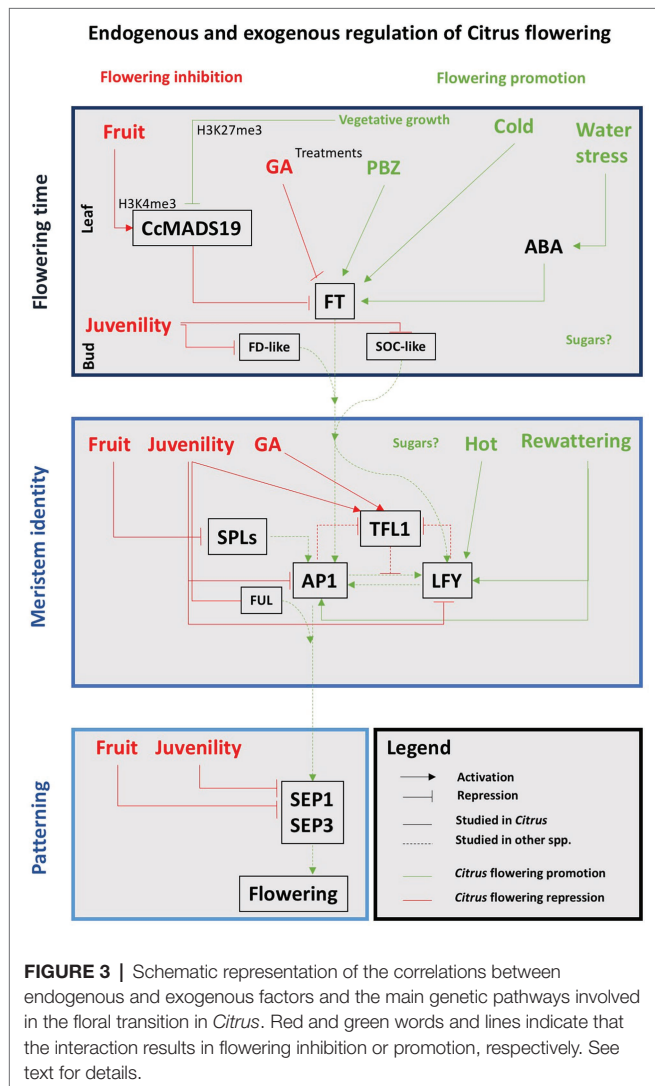 Endogenous and exogenous regulation of Citrus flowering
Flowering inhibition
Flowering promotion
Flowering time
Leaf
Bud
Fruit
H3K27me3
Vegetative growth
Cold
Water
stress
Treatments
GA
PBZ
H3K4me3
CcMADS19
ABA
FT
Juvenility
FD-like
SOC-like
Sugars?
Meristem identity
Fruit
Juvenility
GA
Sugars?
Hot
Rewattering
SPLs
TFL1
AP1
LFY
FUL
Patterning
Fruit
Juvenility
SEP1
SEP3
Flowering
Legend
Activation
Repression
Studied in Citrus
Studied in other spp.
Citrus flowering promotion
Citrus flowering repression
FIGURE 3 | Schematic representation of the correlations between
endogenous and exogenous factors and the main genetic pathways involved
in the floral transition in Citrus. Red and green words and lines indicate that
the interaction results in flowering inhibition or promotion, respectively. See
text for details.